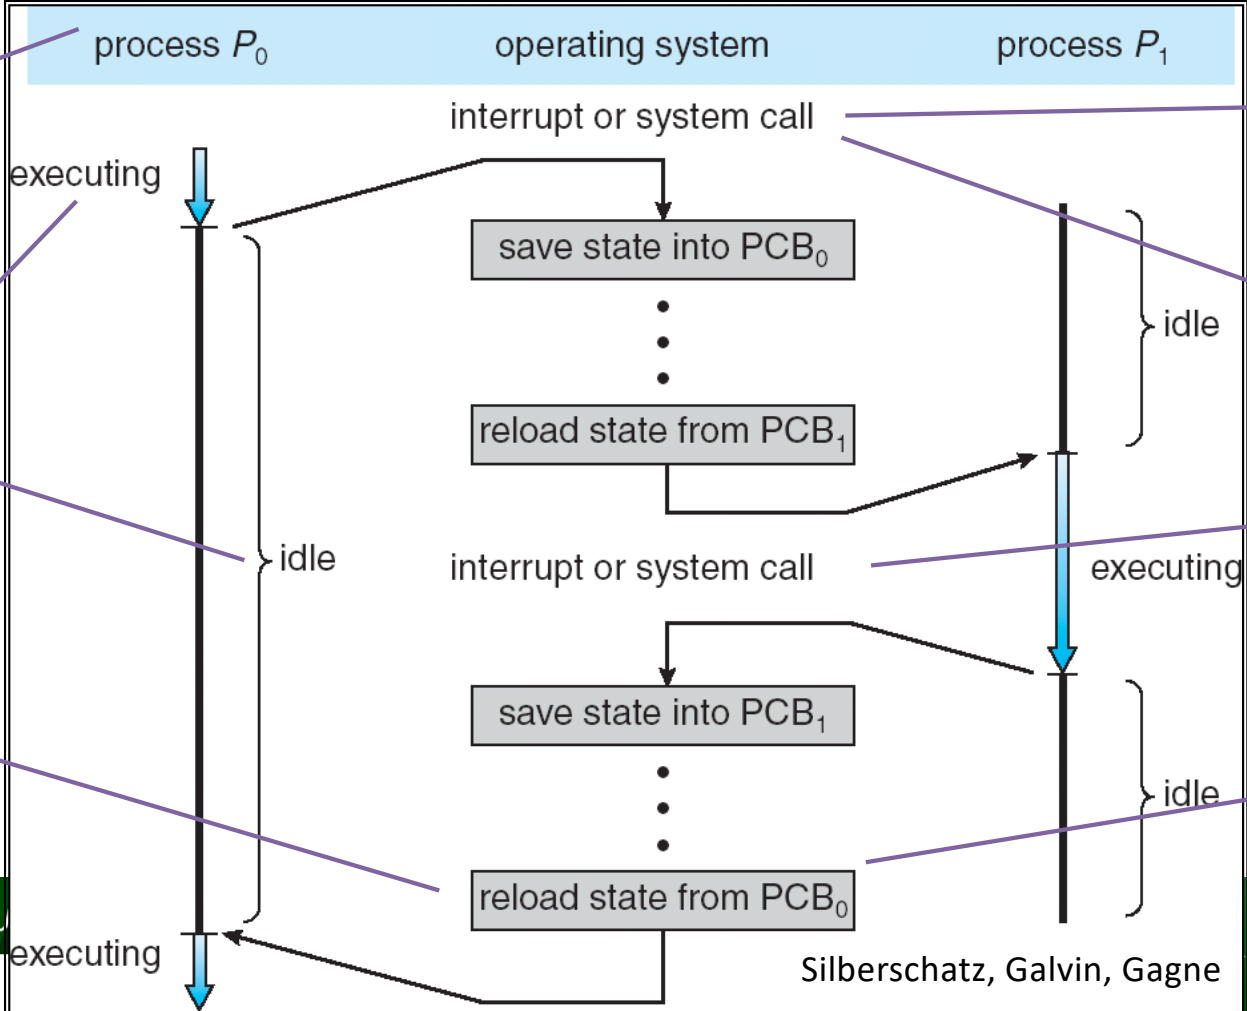 process P₀ operating system process P₁
interrupt or system call
executing
save state into PCB₀
idle
reload state from PCB₁
idle
interrupt or system call
executing
save state into PCB₁
idle
reload state from PCB₀
executing
Silberschatz, Galvin, Gagne